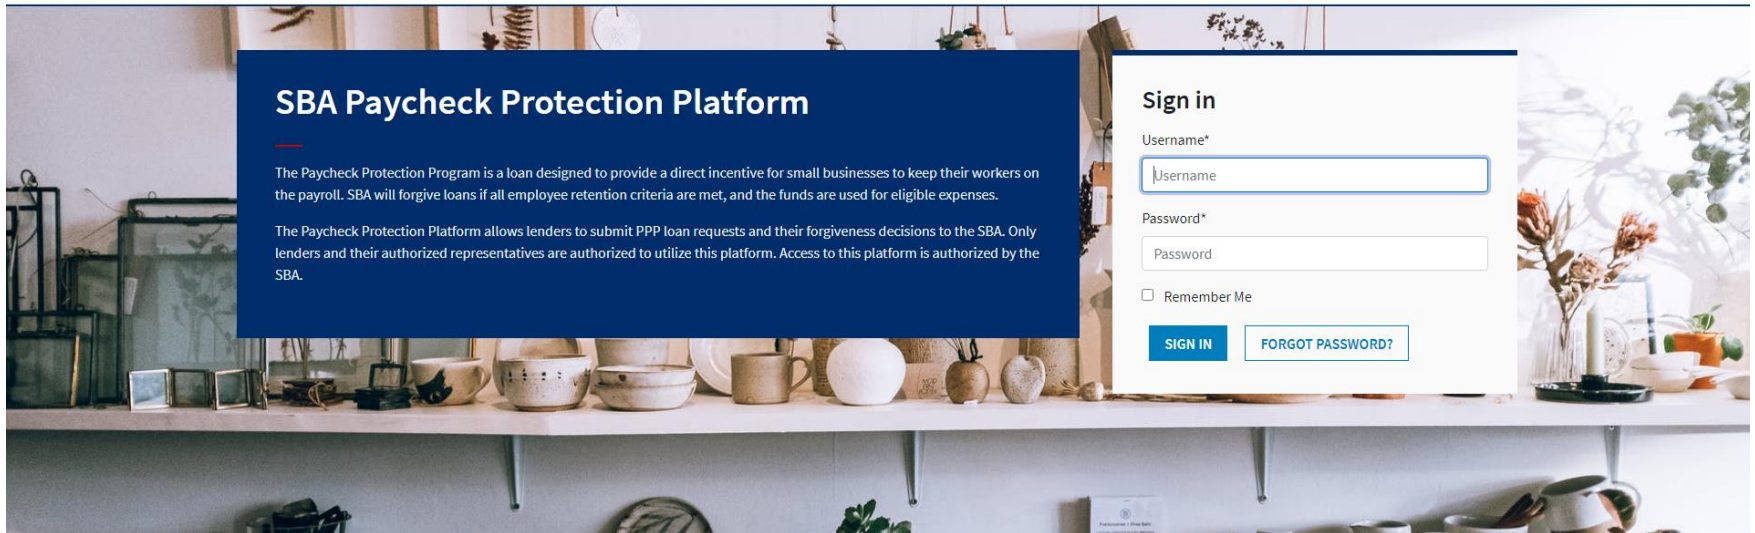 SBA Paycheck Protection Platform
The Paycheck Protection Program is a loan designed to provide a direct incentive for small businesses to keep their workers on
the payroll. SBA will forgive loans if all employee retention criteria are met, and the funds are used for eligible expenses.
The Paycheck Protection Platform allows lenders to submit PPP loan requests and their forgiveness decisions to the SBA. Only
lenders and their authorized representatives are authorized to utilize this platform. Access to this platform is authorized by the
SBA.
Sign in
Username*
Username
Password*
Password
Remember Me
SIGN IN
FORGOT PASSWORD?